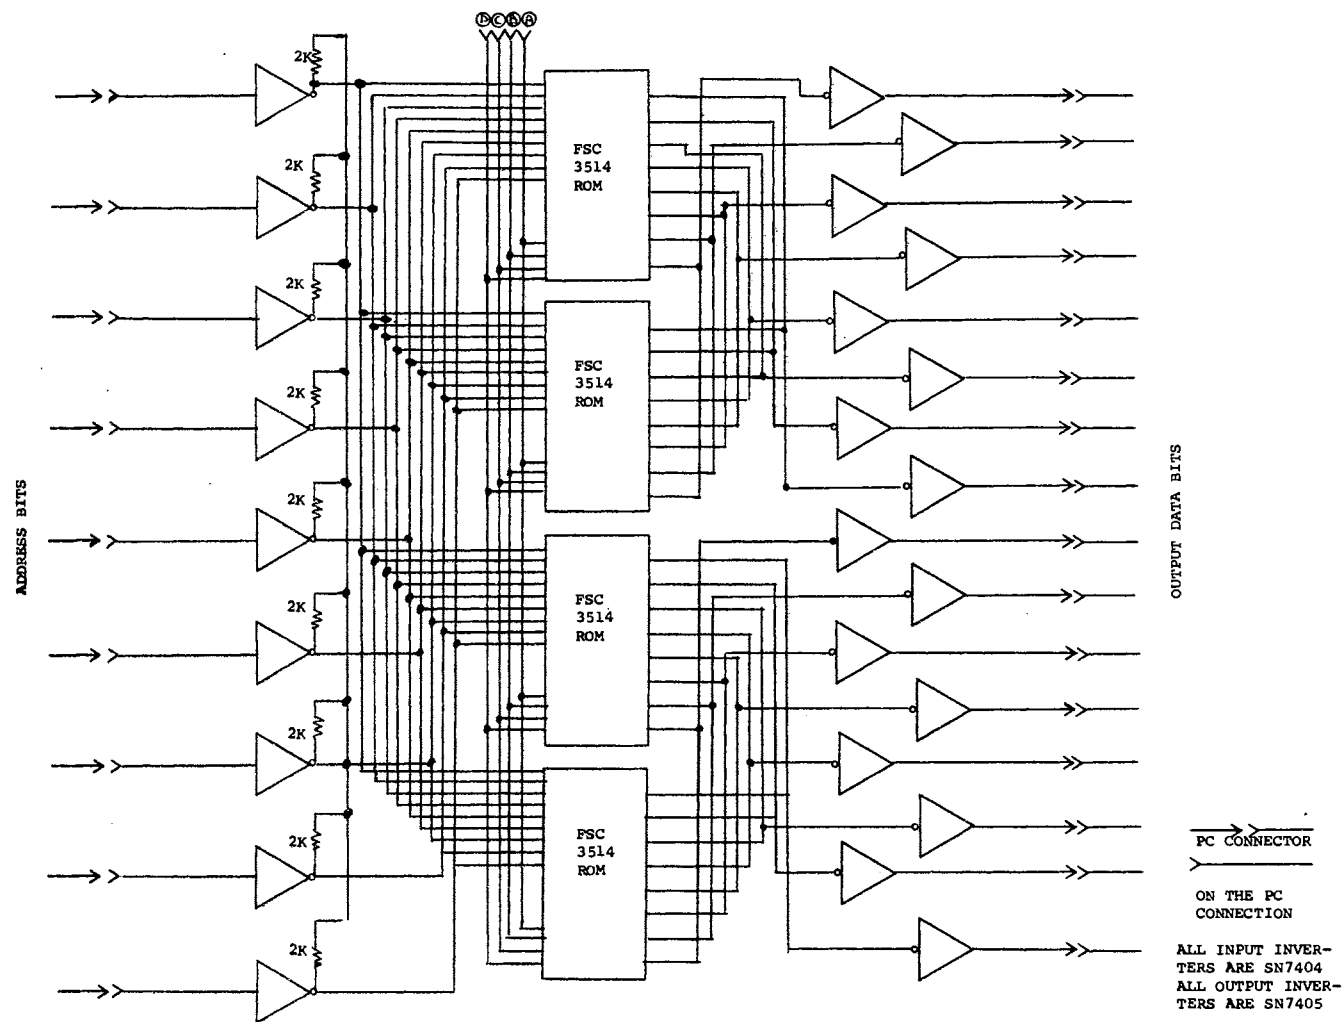 D C B A
2K
2K
2K
2K
2K
2K
2K
2K
2K
FSC
3514
ROM
FSC
3514
ROM
FSC
3514
ROM
FSC
3514
ROM
ADDRESS BITS
OUTPUT DATA BITS
PC CONNECTOR
ON THE PC
CONNECTION
ALL INPUT INVER-
TERS ARE SN7404
ALL OUTPUT INVER-
TERS ARE SN7405